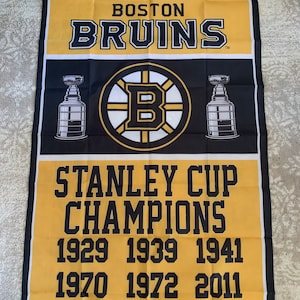 BOSTON
BRUINS
B
STANLEY CUP
CHAMPIONS
1929 1939 1941
1970 1972 2011